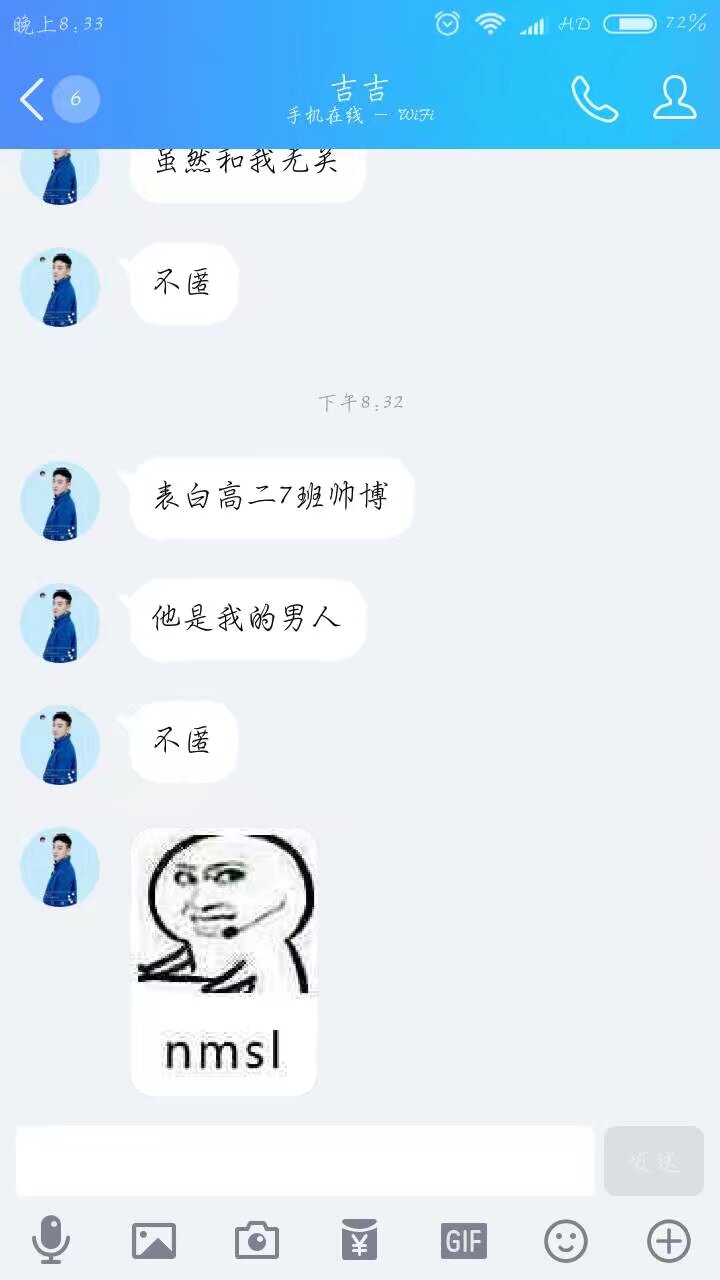 晚上8:33
HD
72%
6
吉吉
手机在线 - WiFi
虽然和我无关
不匿
下午8:32
表白高二7班帅博
他是我的男人
不匿
nmsl
发送
¥
GIF